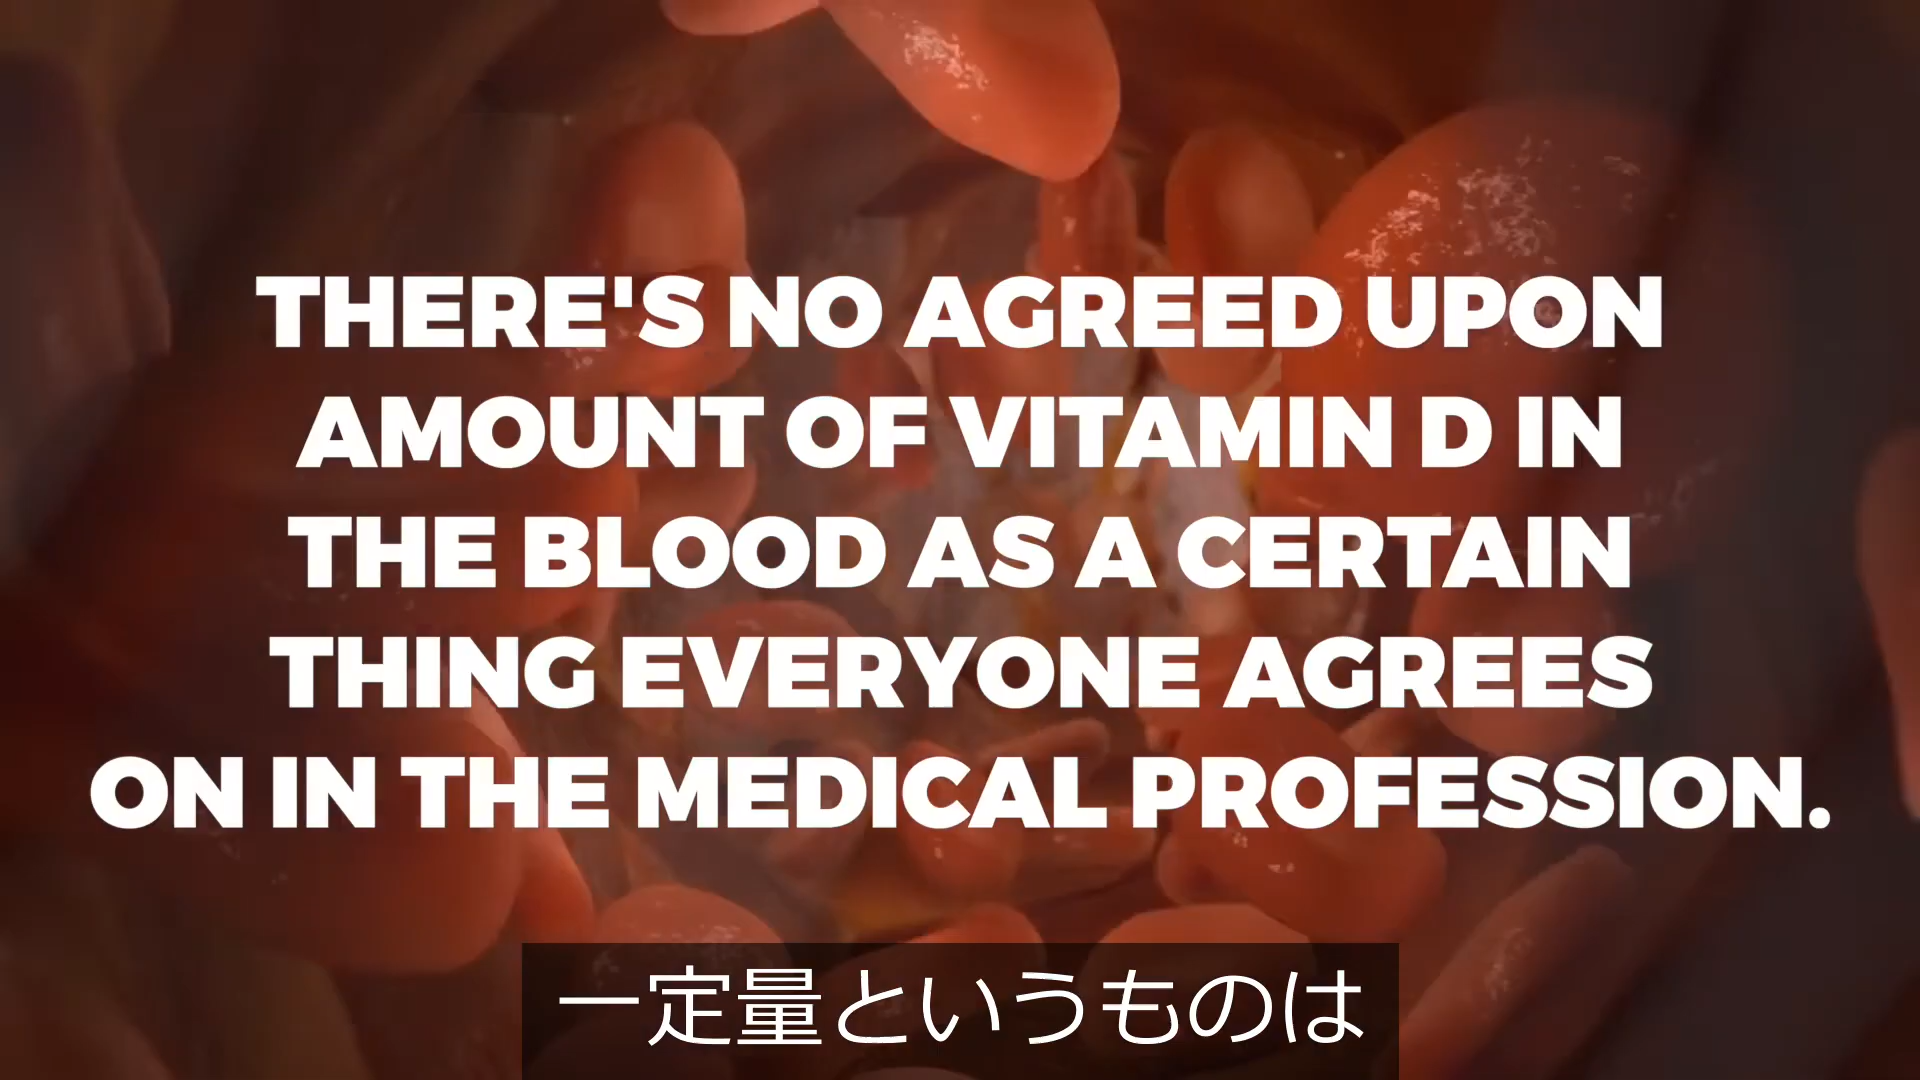 THERE'S NO AGREED UPON
AMOUNT OF VITAMIN D IN
THE BLOOD AS A CERTAIN
THING EVERYONE AGREES
ON IN THE MEDICAL PROFESSION.
一定量というものは